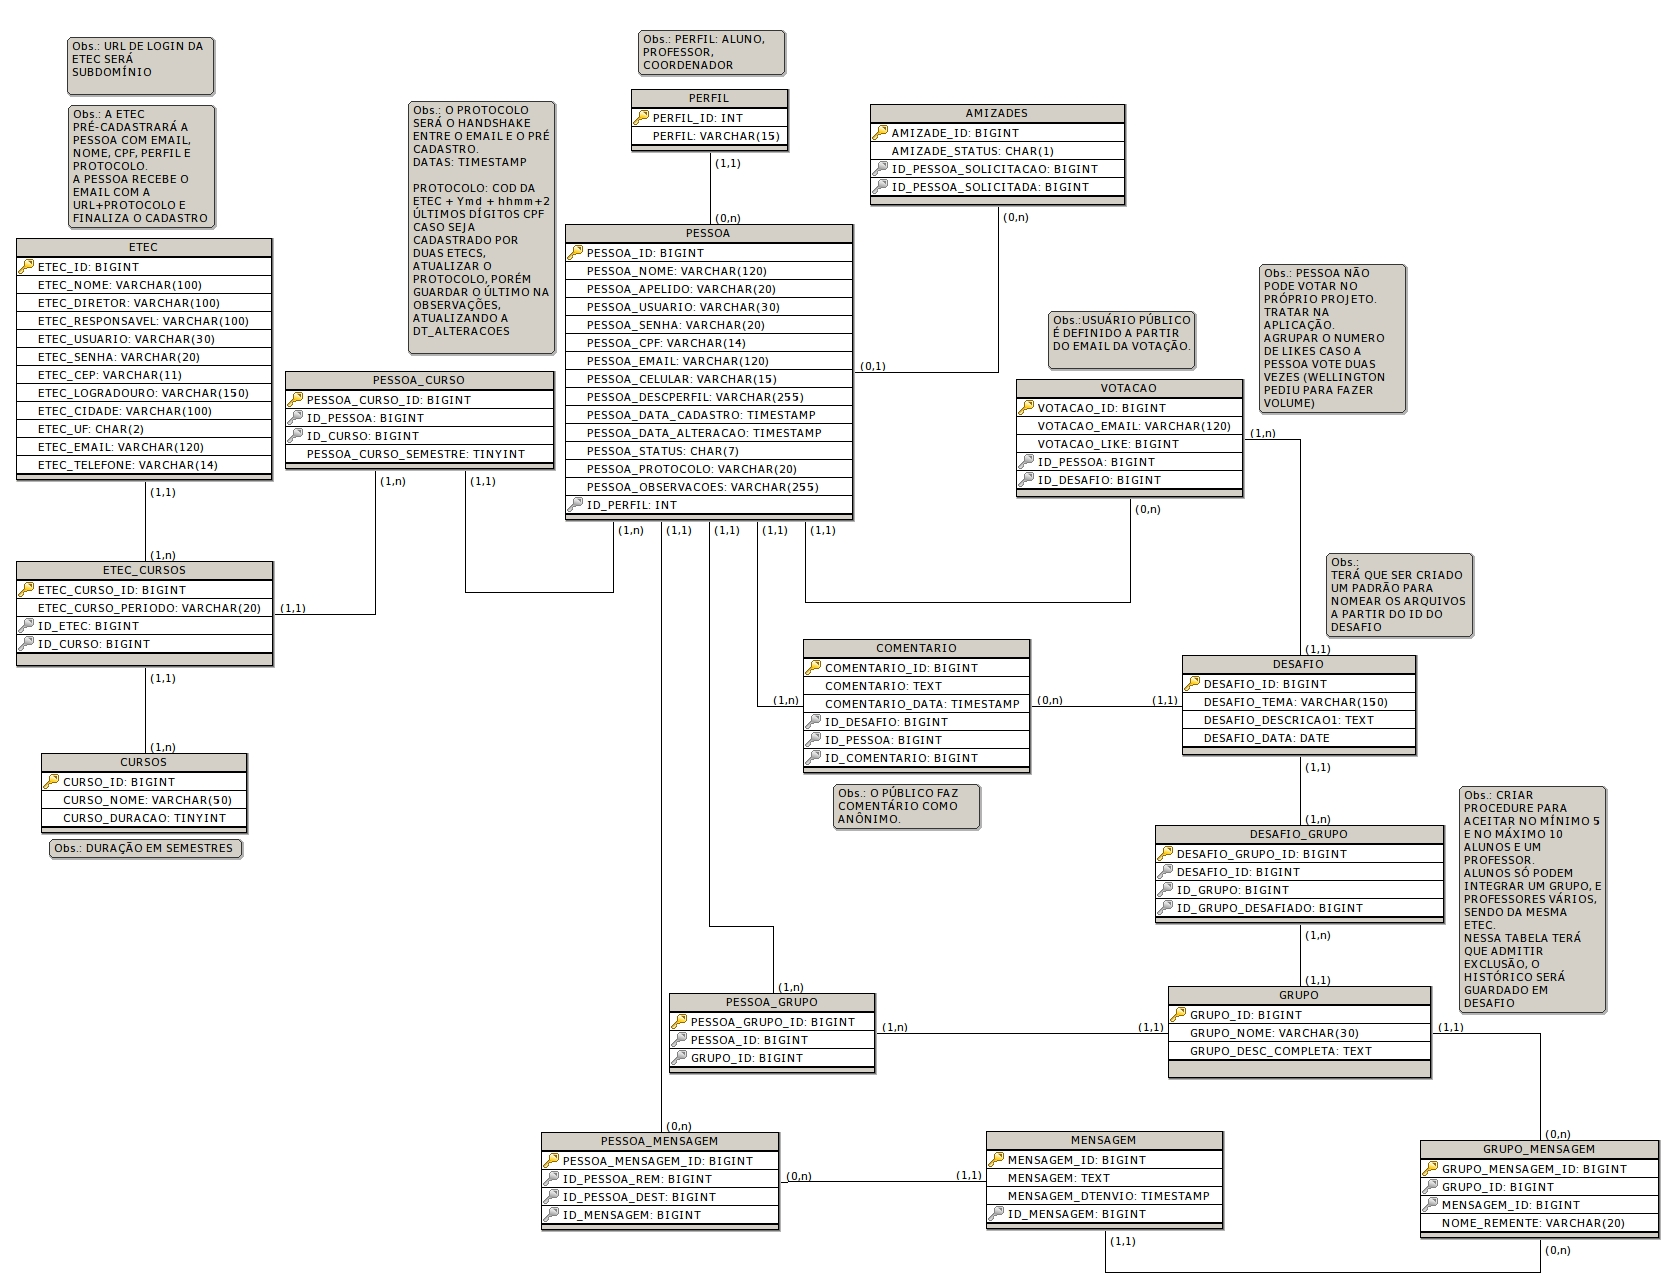 Obs.: URL DE LOGIN DA
ETEC SERÁ
SUBDOMÍNIO
Obs.: A ETEC
PRÉ-CADASTRARÁ A
PESSOA COM EMAIL,
NOME, CPF, PERFIL E
PROTOCOLO.
A PESSOA RECEBE O
EMAIL COM A
URL+PROTOCOLO E
FINALIZA O CADASTRO
ETEC
ETEC_ID: BIGINT
ETEC_NOME: VARCHAR(100)
ETEC_DIRETOR: VARCHAR(100)
ETEC_RESPONSAVEL: VARCHAR(100)
ETEC_USUARIO: VARCHAR(30)
ETEC_SENHA: VARCHAR(20)
ETEC_CEP: VARCHAR(11)
ETEC_LOGRADOURO: VARCHAR(150)
ETEC_CIDADE: VARCHAR(100)
ETEC_UF: CHAR(2)
ETEC_EMAIL: VARCHAR(120)
ETEC_TELEFONE: VARCHAR(14)
(1,1)
(1,n)
ETEC_CURSOS
ETEC_CURSO_ID: BIGINT
ETEC_CURSO_PERIODO: VARCHAR(20)
ID_ETEC: BIGINT
ID_CURSO: BIGINT
(1,1)
(1,1)
(1,n)
CURSOS
CURSO_ID: BIGINT
CURSO_NOME: VARCHAR(50)
CURSO_DURACAO: TINYINT
Obs.: DURAÇÃO EM SEMESTRES
Obs.: O PROTOCOLO
SERÁ O HANDSHAKE
ENTRE O EMAIL E O PRÉ
CADASTRO.
DATAS: TIMESTAMP
PROTOCOLO: COD DA
ETEC + Ymd + hhmm+2
ÚLTIMOS DÍGITOS CPF
CASO SEJA
CADASTRADO POR
DUAS ETECS,
ATUALIZAR O
PROTOCOLO, PORÉM
GUARDAR O ÚLTIMO NA
OBSERVAÇÕES,
ATUALIZANDO A
DT_ALTERACOES
PESSOA_CURSO
PESSOA_CURSO_ID: BIGINT
ID_PESSOA: BIGINT
ID_CURSO: BIGINT
PESSOA_CURSO_SEMESTRE: TINYINT
(1,n)
(1,1)
Obs.: PERFIL: ALUNO,
PROFESSOR,
COORDENADOR
PERFIL
PERFIL_ID: INT
PERFIL: VARCHAR(15)
(1,1)
(0,n)
PESSOA
PESSOA_ID: BIGINT
PESSOA_NOME: VARCHAR(120)
PESSOA_APELIDO: VARCHAR(20)
PESSOA_USUARIO: VARCHAR(30)
PESSOA_SENHA: VARCHAR(20)
PESSOA_CPF: VARCHAR(14)
PESSOA_EMAIL: VARCHAR(120)
PESSOA_CELULAR: VARCHAR(15)
PESSOA_DESCPERFIL: VARCHAR(255)
PESSOA_DATA_CADASTRO: TIMESTAMP
PESSOA_DATA_ALTERACAO: TIMESTAMP
PESSOA_STATUS: CHAR(7)
PESSOA_PROTOCOLO: VARCHAR(20)
PESSOA_OBSERVACOES: VARCHAR(255)
ID_PERFIL: INT
(1,n)
(1,1)
(1,1)
(1,1)
(1,1)
AMIZADES
AMIZADE_ID: BIGINT
AMIZADE_STATUS: CHAR(1)
ID_PESSOA_SOLICITACAO: BIGINT
ID_PESSOA_SOLICITADA: BIGINT
(0,n)
(0,1)
Obs.:USUÁRIO PÚBLICO
É DEFINIDO A PARTIR
DO EMAIL DA VOTAÇÃO.
Obs.: PESSOA NÃO
PODE VOTAR NO
PRÓPRIO PROJETO.
TRATAR NA
APLICAÇÃO.
AGRUPAR O NUMERO
DE LIKES CASO A
PESSOA VOTE DUAS
VEZES (WELLINGTON
PEDIU PARA FAZER
VOLUME)
VOTACAO
VOTACAO_ID: BIGINT
VOTACAO_EMAIL: VARCHAR(120)
VOTACAO_LIKE: BIGINT
ID_PESSOA: BIGINT
ID_DESAFIO: BIGINT
(1,n)
(0,n)
Obs.:
TERÁ QUE SER CRIADO
UM PADRÃO PARA
NOMEAR OS ARQUIVOS
A PARTIR DO ID DO
DESAFIO
(1,1)
DESAFIO
DESAFIO_ID: BIGINT
DESAFIO_TEMA: VARCHAR(150)
DESAFIO_DESCRICAO1: TEXT
DESAFIO_DATA: DATE
(1,1)
COMENTARIO
COMENTARIO_ID: BIGINT
COMENTARIO: TEXT
COMENTARIO_DATA: TIMESTAMP
ID_DESAFIO: BIGINT
ID_PESSOA: BIGINT
ID_COMENTARIO: BIGINT
(1,n)
(0,n)
(1,1)
Obs.: O PÚBLICO FAZ
COMENTÁRIO COMO
ANÔNIMO.
(1,n)
DESAFIO_GRUPO
DESAFIO_GRUPO_ID: BIGINT
DESAFIO_ID: BIGINT
ID_GRUPO: BIGINT
ID_GRUPO_DESAFIADO: BIGINT
(1,n)
Obs.: CRIAR
PROCEDURE PARA
ACEITAR NO MÍNIMO 5
E NO MÁXIMO 10
ALUNOS E UM
PROFESSOR.
ALUNOS SÓ PODEM
INTEGRAR UM GRUPO, E
PROFESSORES VÁRIOS,
SENDO DA MESMA
ETEC.
NESSA TABELA TERÁ
QUE ADMITIR
EXCLUSÃO, O
HISTÓRICO SERÁ
GUARDADO EM
DESAFIO
(1,1)
GRUPO
GRUPO_ID: BIGINT
GRUPO_NOME: VARCHAR(30)
GRUPO_DESC_COMPLETA: TEXT
(1,1)
(1,1)
(1,n)
PESSOA_GRUPO
PESSOA_GRUPO_ID: BIGINT
PESSOA_ID: BIGINT
GRUPO_ID: BIGINT
(1,n)
(0,n)
PESSOA_MENSAGEM
PESSOA_MENSAGEM_ID: BIGINT
ID_PESSOA_REM: BIGINT
ID_PESSOA_DEST: BIGINT
ID_MENSAGEM: BIGINT
(0,n)
(1,1)
MENSAGEM
MENSAGEM_ID: BIGINT
MENSAGEM: TEXT
MENSAGEM_DTENVIO: TIMESTAMP
ID_MENSAGEM: BIGINT
(1,1)
(0,n)
GRUPO_MENSAGEM
GRUPO_MENSAGEM_ID: BIGINT
GRUPO_ID: BIGINT
MENSAGEM_ID: BIGINT
NOME_REMENTE: VARCHAR(20)
(0,n)